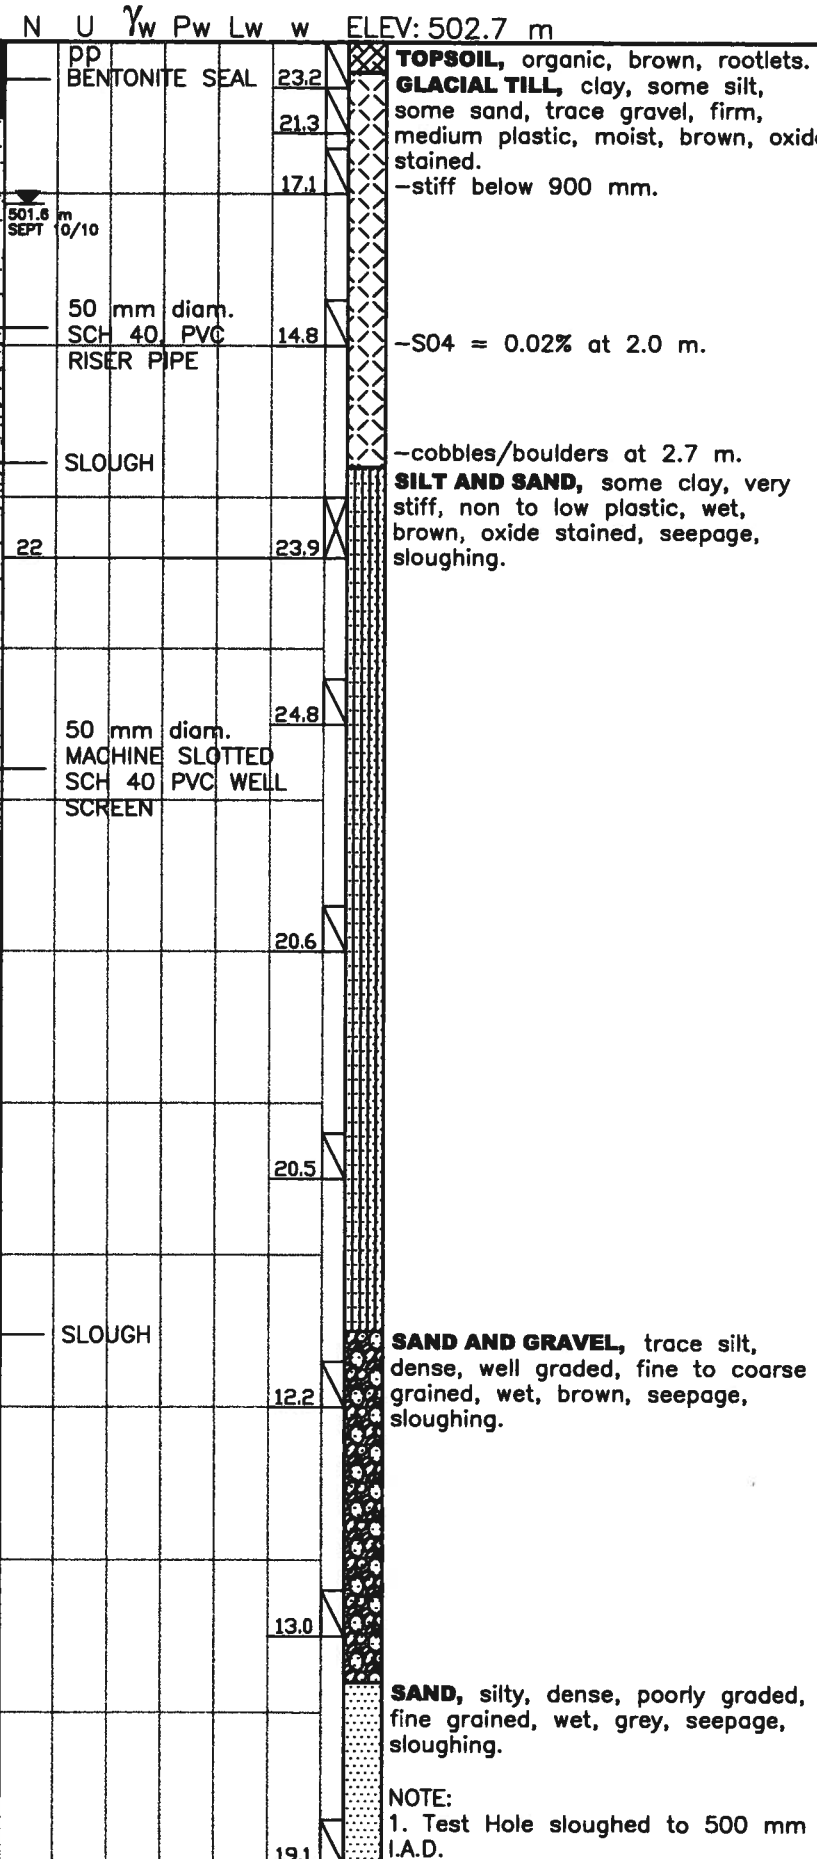 N U γw Pw Lw w ELEV: 502.7 m
pp
BENTONITE SEAL 23.2
TOPSOIL, organic, brown, rootlets.
GLACIAL TILL, clay, some silt,
some sand, trace gravel, firm,
21.3
medium plastic, moist, brown, oxide
stained.
17.1
-stiff below 900 mm.
501.6 m
SEPT 10/10
50 mm diam.
SCH 40 PVC
RISER PIPE
14.8
-SO4 = 0.02% at 2.0 m.
-cobbles/boulders at 2.7 m.
SLOUGH
SILT AND SAND, some clay, very
stiff, non to low plastic, wet,
brown, oxide stained, seepage,
sloughing.
22 23.9
24.8
50 mm diam.
MACHINE SLOTTED
SCH 40 PVC WELL
SCREEN
20.6
20.5
SLOUGH
SAND AND GRAVEL, trace silt,
dense, well graded, fine to coarse
grained, wet, brown, seepage,
sloughing.
12.2
13.0
SAND, silty, dense, poorly graded,
fine grained, wet, grey, seepage,
sloughing.
NOTE:
1. Test Hole sloughed to 500 mm
I.A.D.
19.1